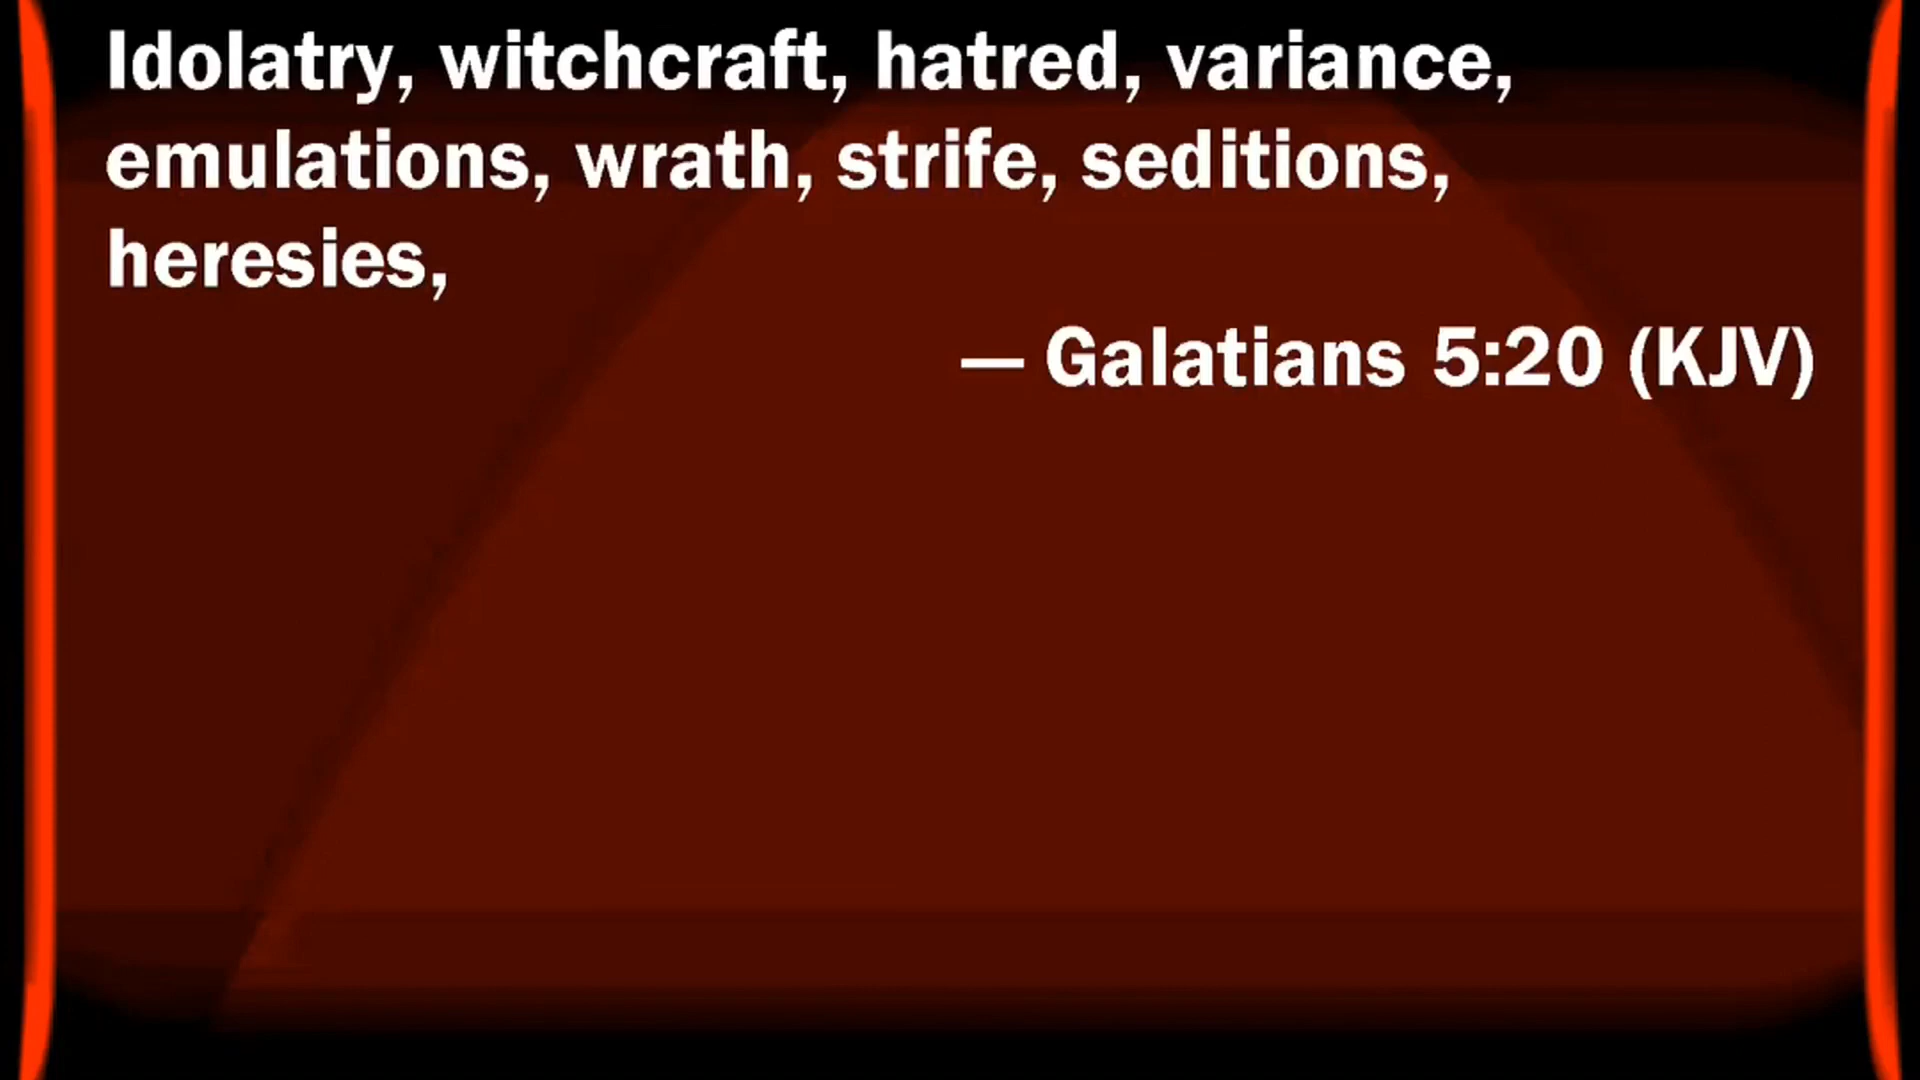 Idolatry, witchcraft, hatred, variance,
emulations, wrath, strife, seditions,
heresies,
— Galatians 5:20 (KJV)